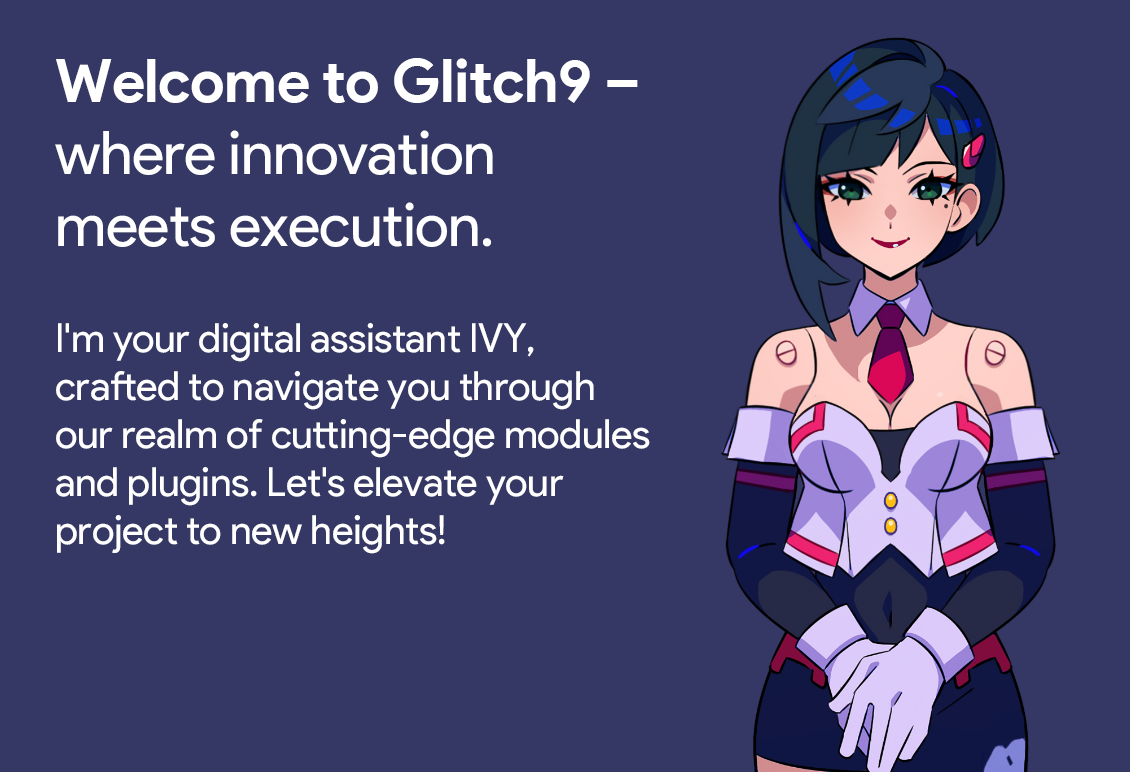 Welcome to Glitch9 –
where innovation
meets execution.
I'm your digital assistant IVY,
crafted to navigate you through
our realm of cutting-edge modules
and plugins. Let's elevate your
project to new heights!